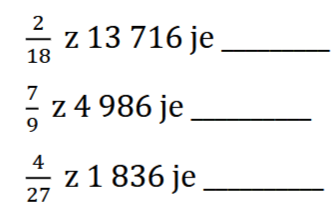 2/18 z 13 716 je ________
7/9 z 4 986 je ________
4/27 z 1 836 je ________